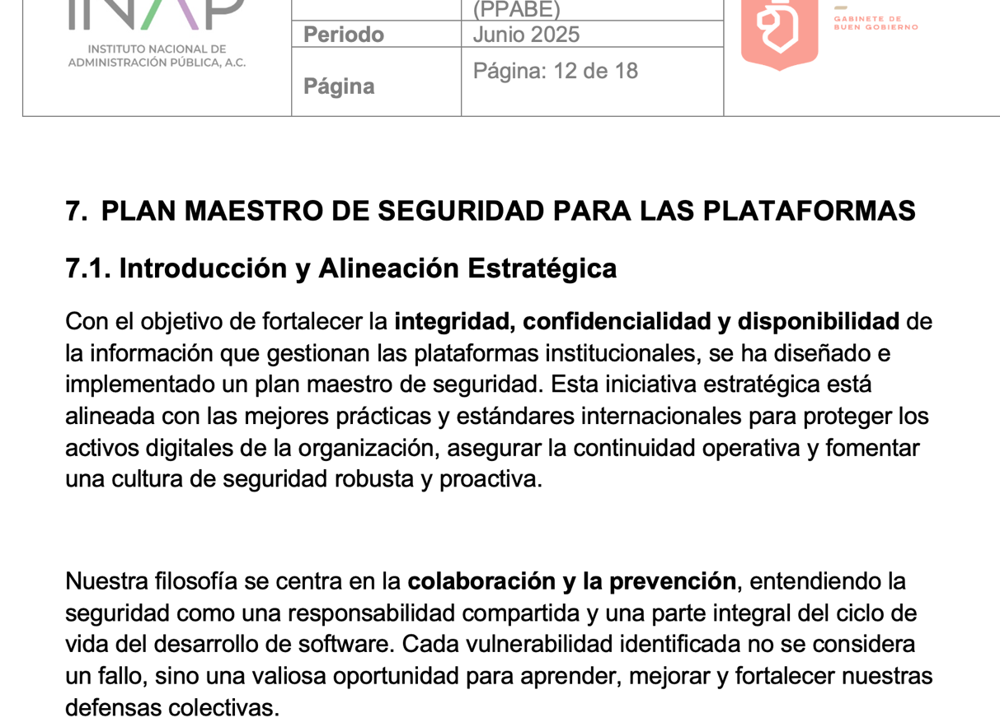 INAP
INSTITUTO NACIONAL DE
ADMINISTRACIÓN PÚBLICA, A.C.
(PPABE)
Periodo
Junio 2025
Página
Página: 12 de 18
GABINETE DE
BUEN GOBIERNO
7. PLAN MAESTRO DE SEGURIDAD PARA LAS PLATAFORMAS
7.1. Introducción y Alineación Estratégica
Con el objetivo de fortalecer la integridad, confidencialidad y disponibilidad de
la información que gestionan las plataformas institucionales, se ha diseñado e
implementado un plan maestro de seguridad. Esta iniciativa estratégica está
alineada con las mejores prácticas y estándares internacionales para proteger los
activos digitales de la organización, asegurar la continuidad operativa y fomentar
una cultura de seguridad robusta y proactiva.
Nuestra filosofía se centra en la colaboración y la prevención, entendiendo la
seguridad como una responsabilidad compartida y una parte integral del ciclo de
vida del desarrollo de software. Cada vulnerabilidad identificada no se considera
un fallo, sino una valiosa oportunidad para aprender, mejorar y fortalecer nuestras
defensas colectivas.